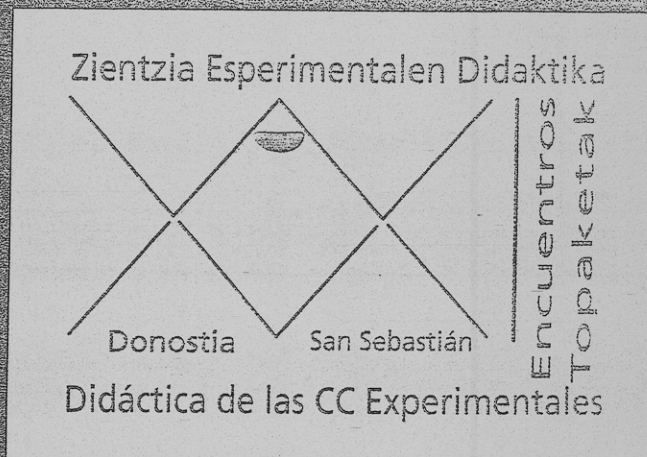 Zientzia Esperimentalen Didaktika
Encuentros
Topaketak
Donostia
San Sebastián
Didáctica de las CC Experimentales